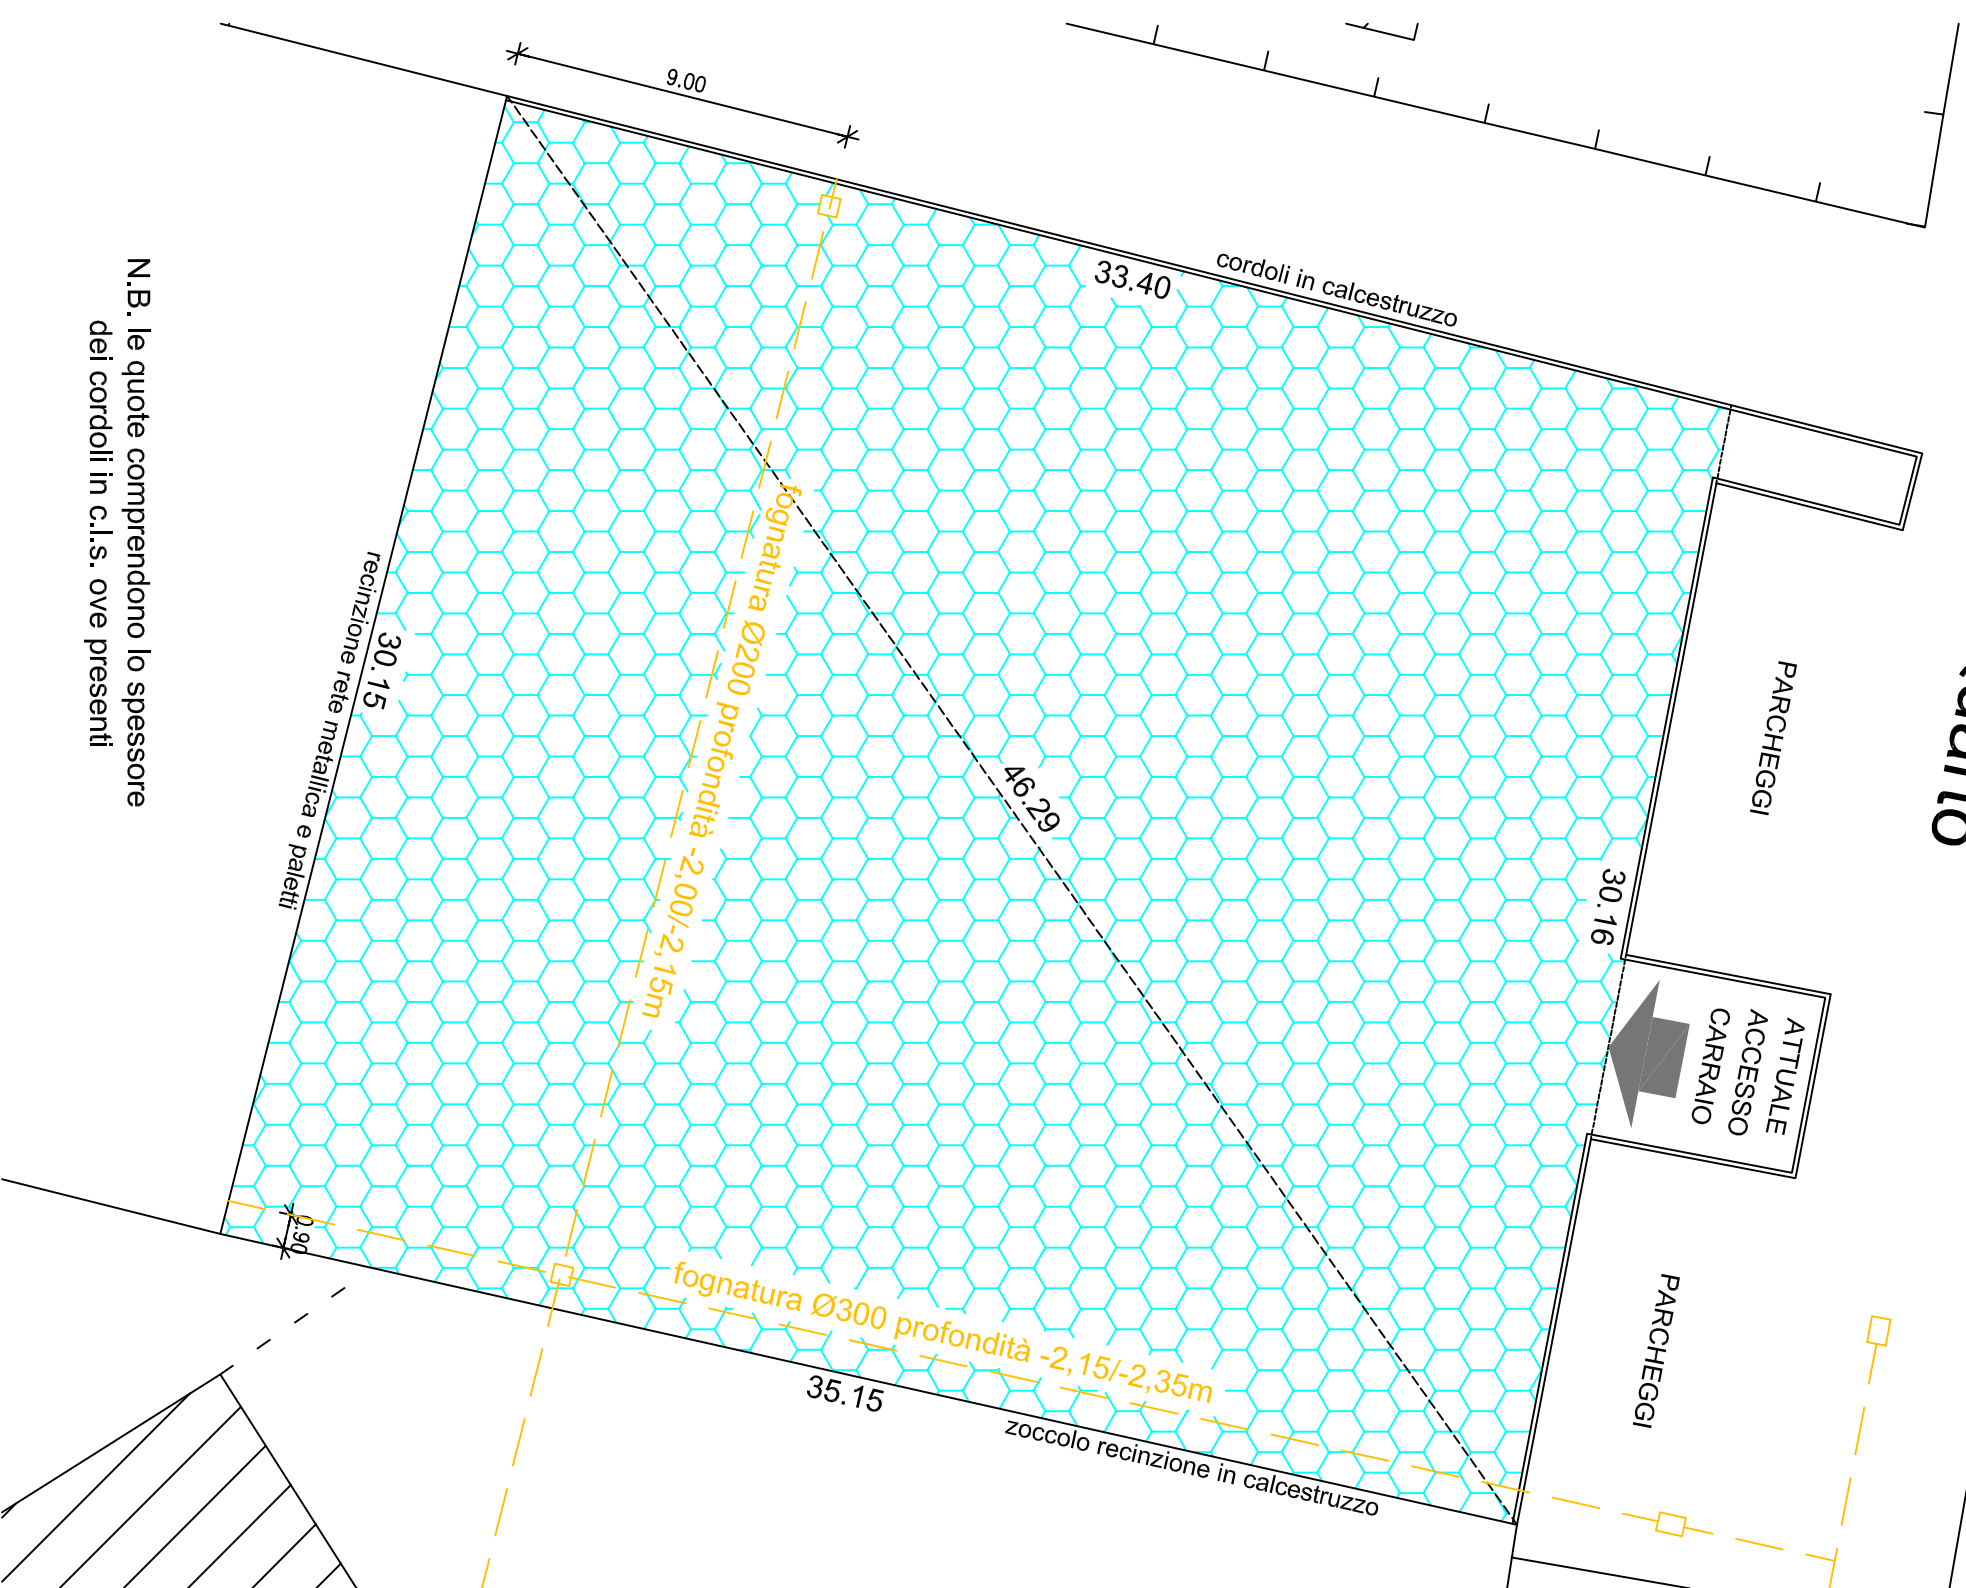 9.00
cordoli in calcestruzzo
33.40
N.B. le quote comprendono lo spessore
dei cordoli in c.l.s. ove presenti
recinzione rete metallica e paletti
30.15
fognatura Ø200 profondità -2,00/-2,15m
46.29
30.16
PARCHEGGI
ATTUALE
ACCESSO
CARRAIO
PARCHEGGI
0.90
fognatura Ø300 profondità -2,15/-2,35m
35.15
zoccolo recinzione in calcestruzzo